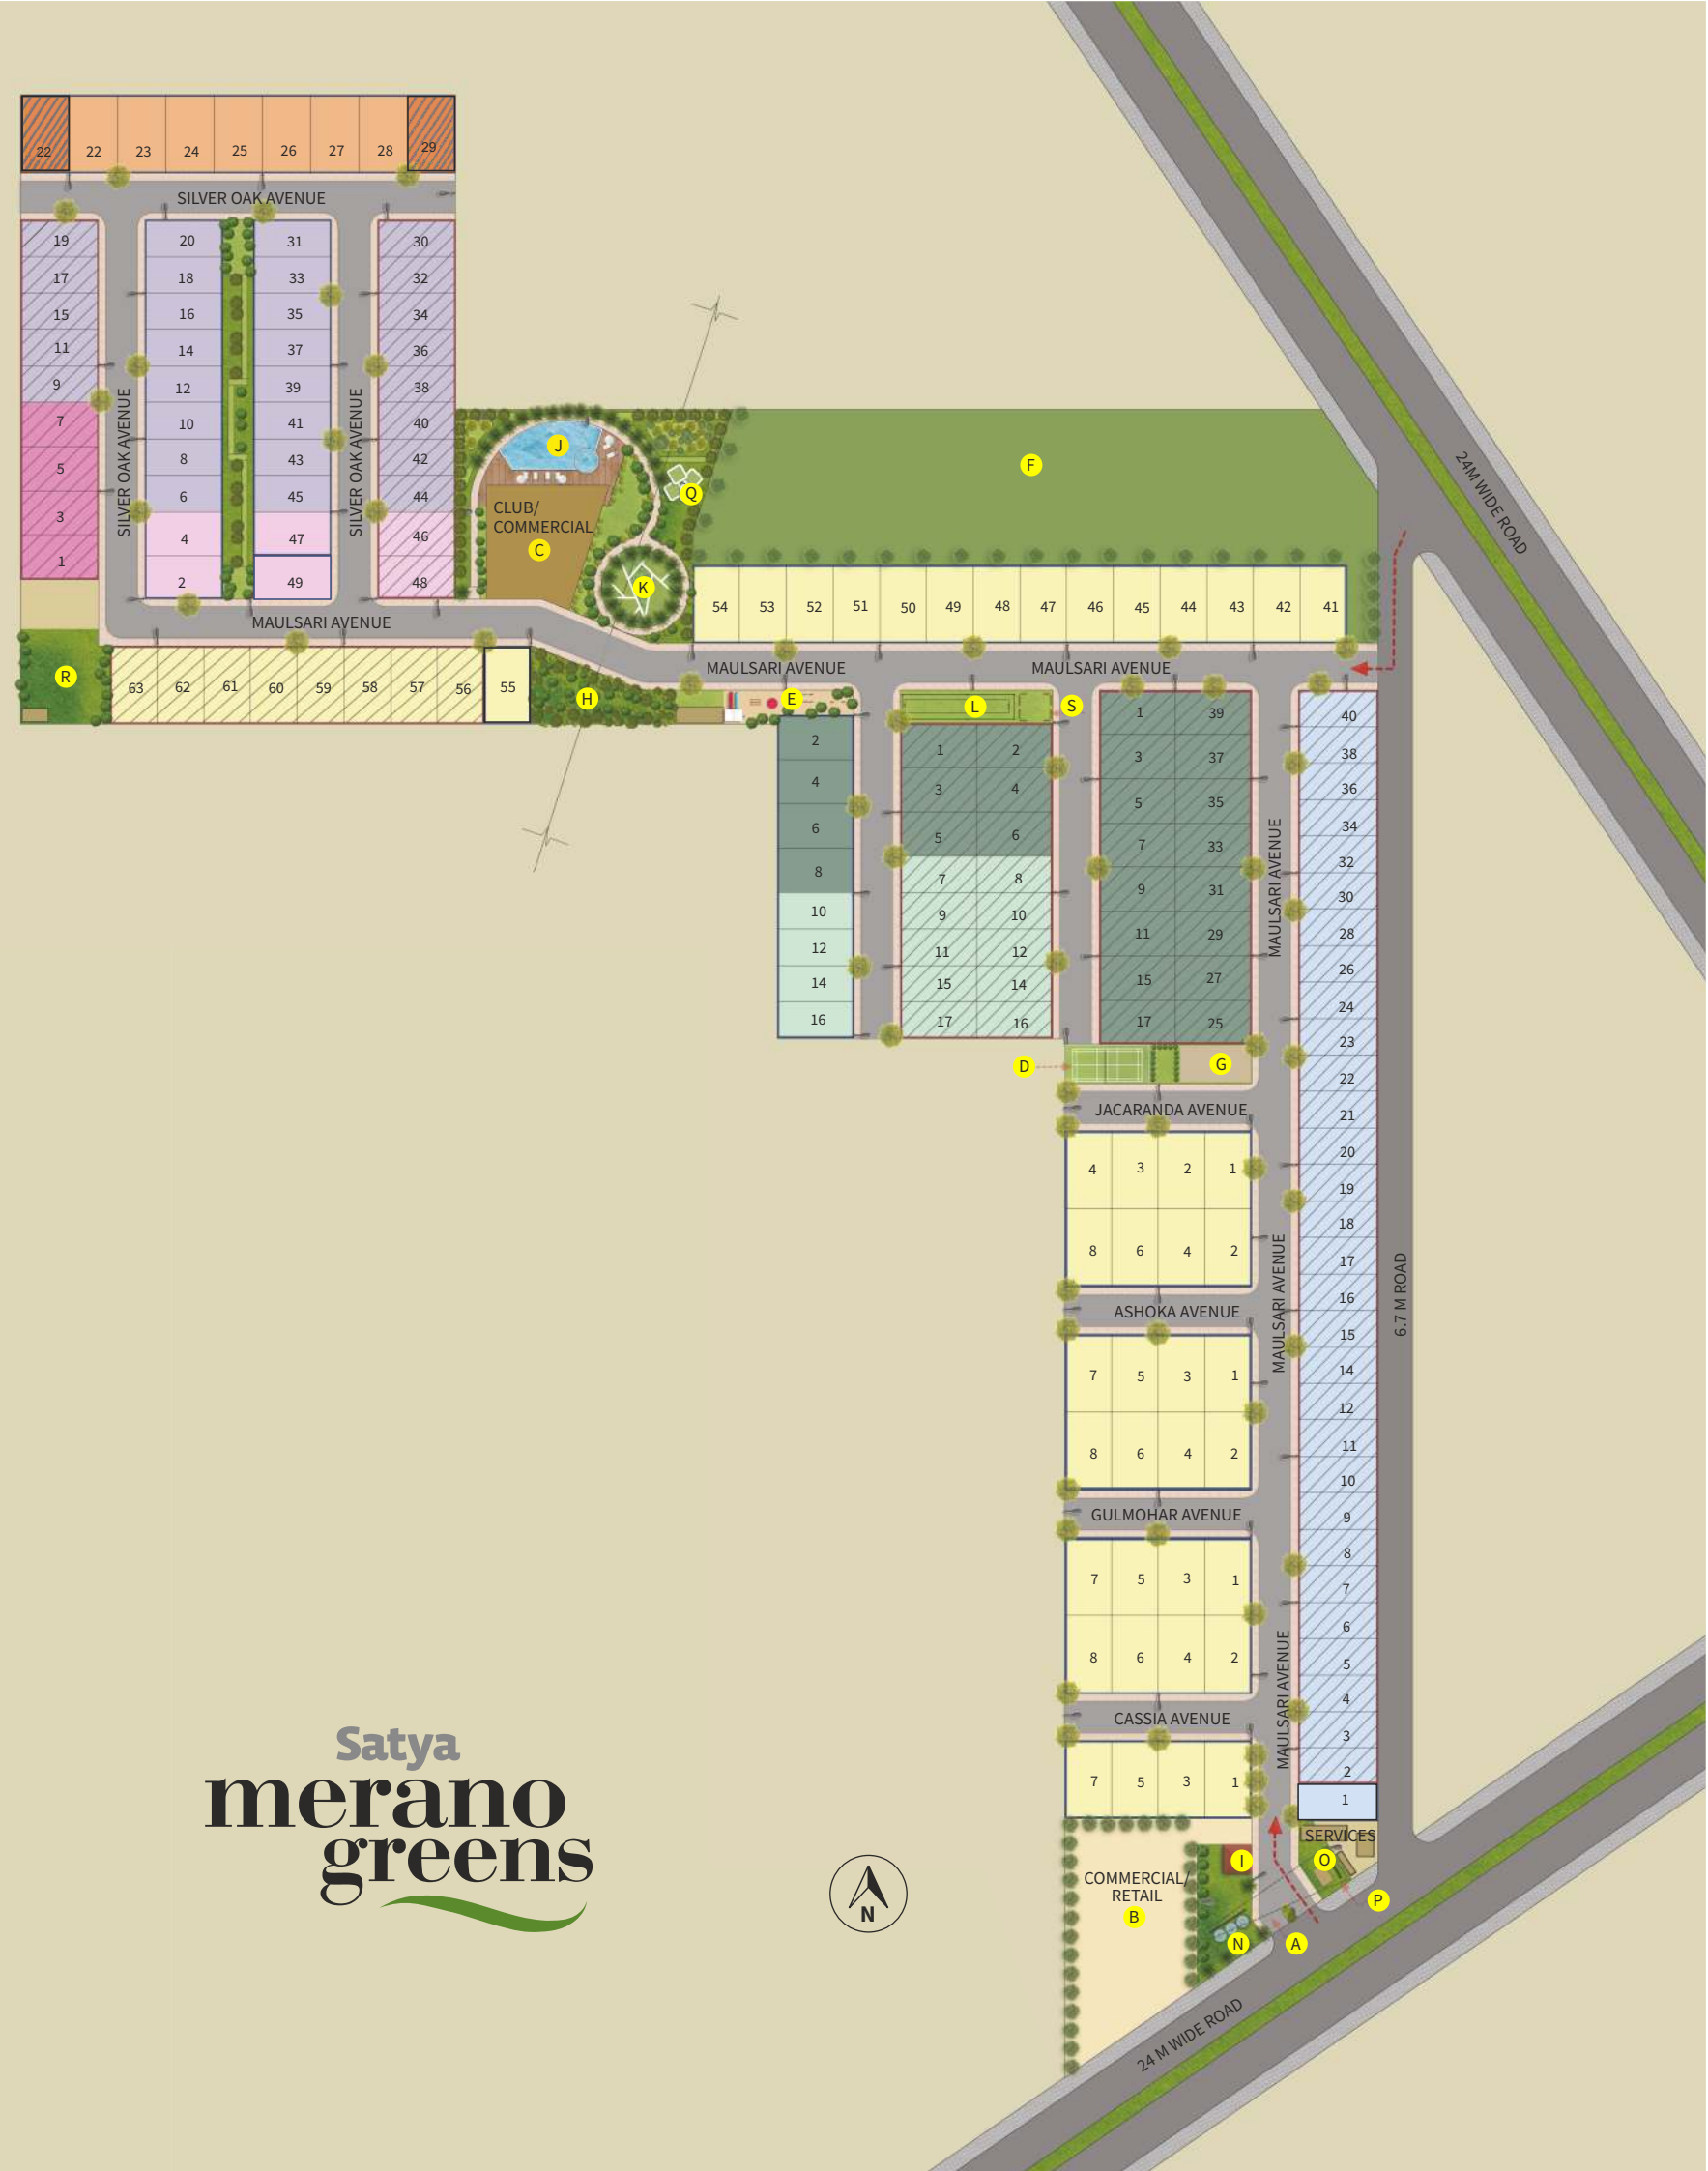 22 22 23 24 25 26 27 28 29
SILVER OAK AVENUE
19 20 31 30
17 18 33 32
15 16 35 34
11 14 37 36
9 12 39 38
7 10 41 40
5 8 43 42
3 6 45 44
1 4 47 46
2 49 48
SILVER OAK AVENUE
SILVER OAK AVENUE
MAULSARI AVENUE
R
63 62 61 60 59 58 57 56 55
H
J
Q
CLUB/
COMMERCIAL
C
K
F
24M WIDE ROAD
54 53 52 51 50 49 48 47 46 45 44 43 42 41
MAULSARI AVENUE
MAULSARI AVENUE
E
L
S
2
4
6
8
10
12
14
16
1 2
3 4
5 6
7 8
9 10
11 12
15 14
17 16
1 39
3 37
5 35
7 33
9 31
11 29
15 27
17 25
MAULSARI AVENUE
40
38
36
34
32
30
28
26
24
23
22
21
20
19
18
17
16
15
14
12
11
10
9
8
7
6
5
4
3
2
1
D
G
JACARANDA AVENUE
4 3 2 1
8 6 4 2
ASHOKA AVENUE
MAULSARI AVENUE
6.7 M ROAD
7 5 3 1
8 6 4 2
GULMOHAR AVENUE
7 5 3 1
8 6 4 2
CASSIA AVENUE
MAULSARI AVENUE
7 5 3 1
SERVICES
O
P
I
COMMERCIAL/
RETAIL
B
N
A
24 M WIDE ROAD
Satya
merano
greens
N